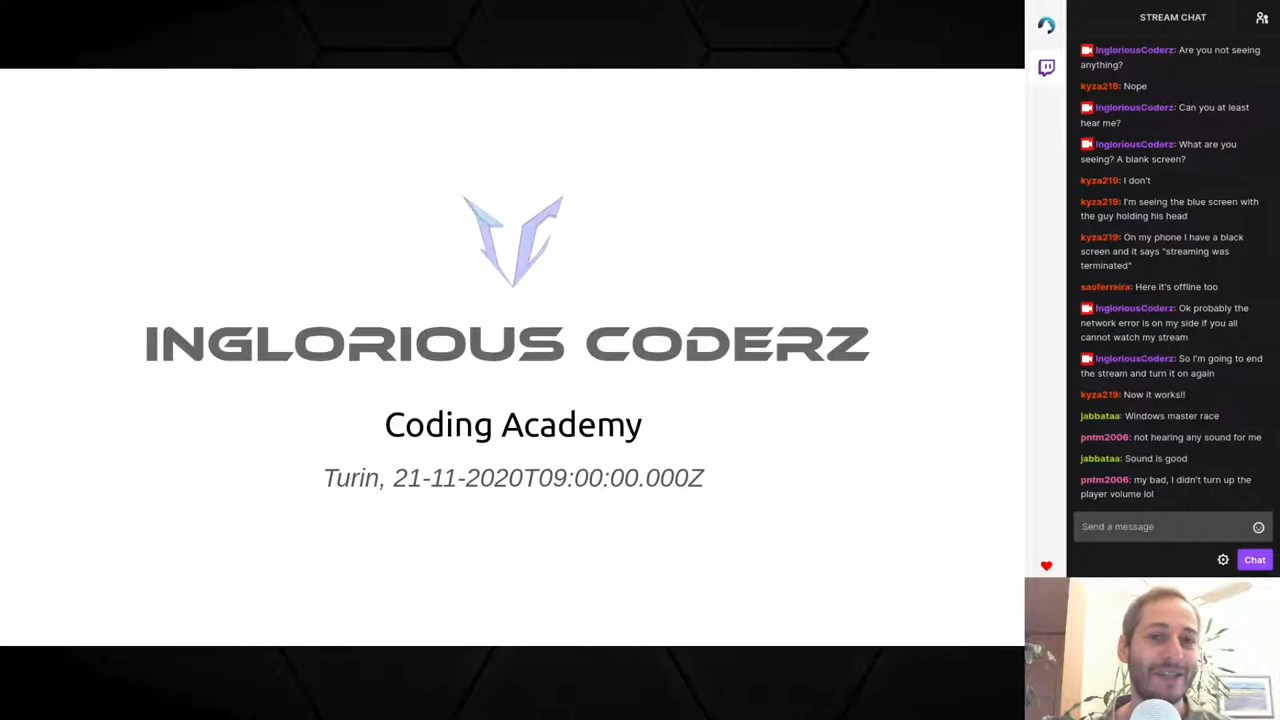 INGLORIOUS CODERZ
Coding Academy
Turin, 21-11-2020T09:00:00.000Z
STREAM CHAT
IngloriousCoderz: Are you not seeing
anything?
kyza219: Nope
IngloriousCoderz: Can you at least
hear me?
IngloriousCoderz: What are you
seeing? A blank screen?
kyza219: I don't
kyza219: I'm seeing the blue screen with
the guy holding his head
kyza219: On my phone I have a black
screen and it says "streaming was
terminated"
saoferreira: Here it's offline too
IngloriousCoderz: Ok probably the
network error is on my side if you all
cannot watch my stream
IngloriousCoderz: So I'm going to end
the stream and turn it on again
kyza219: Now it works!!
jabbataa: Windows master race
pntm2006: not hearing any sound for me
jabbataa: Sound is good
pntm2006: my bad, I didn't turn up the
player volume lol
Send a message
Chat